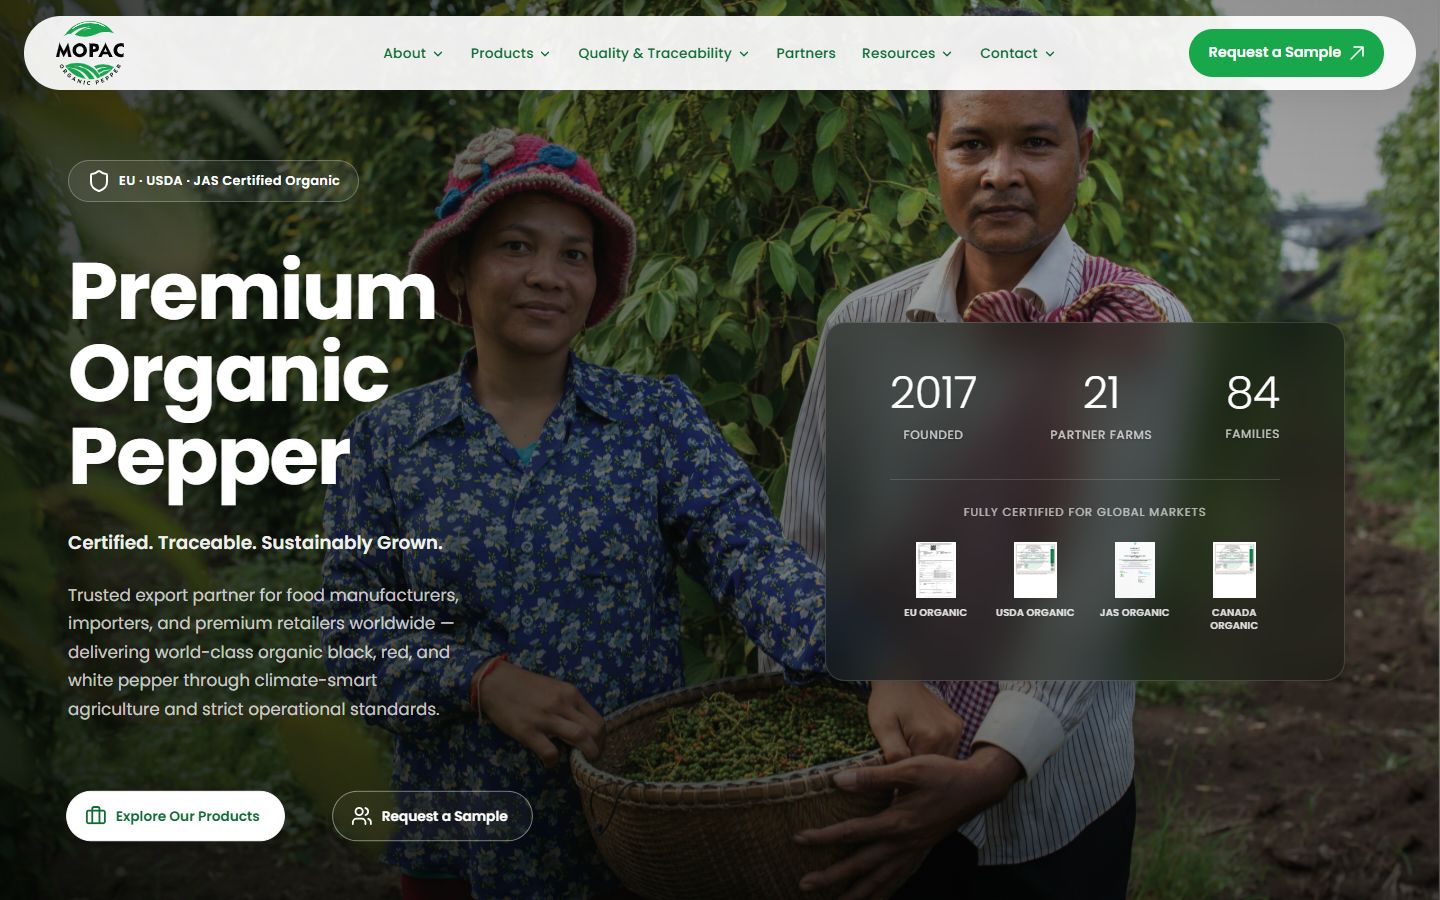 MOPAC
ORGANIC PEPPER
About
Products
Quality & Traceability
Partners
Resources
Contact
Request a Sample
EU · USDA · JAS Certified Organic
Premium
Organic
Pepper
Certified. Traceable. Sustainably Grown.
Trusted export partner for food manufacturers,
importers, and premium retailers worldwide —
delivering world-class organic black, red, and
white pepper through climate-smart
agriculture and strict operational standards.
Explore Our Products
Request a Sample
2017
FOUNDED
21
PARTNER FARMS
84
FAMILIES
FULLY CERTIFIED FOR GLOBAL MARKETS
EU ORGANIC
USDA ORGANIC
JAS ORGANIC
CANADA
ORGANIC